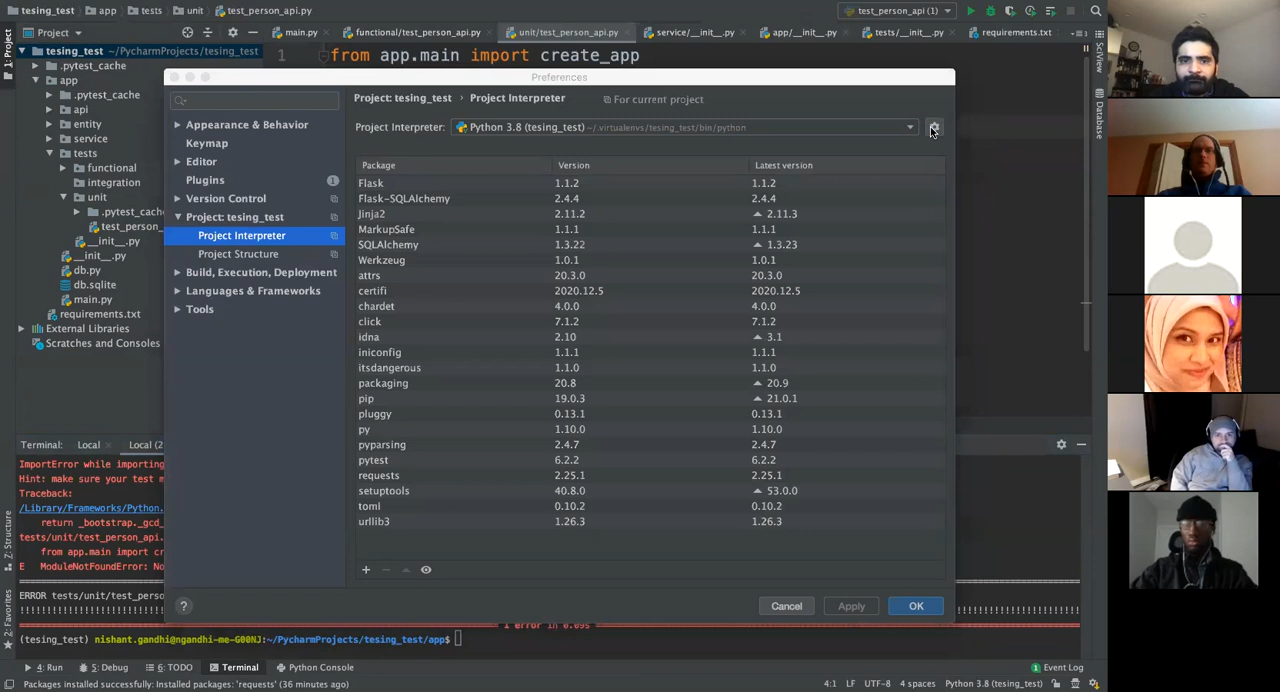 tesing_test app tests unit test_person_api.py test_person_api (1)
Project main.py functional/test_person_api.py unit/test_person_api.py service/__init__.py app/__init__.py tests/__init__.py requirements.txt
1: Project
tesing_test ~/PycharmProjects/tesing_test
.pytest_cache
app
.pytest_cache
api
entity
service
tests
functional
integration
unit
.pytest_cach
test_person_
__init__.py
__init__.py
db.py
db.sqlite
main.py
requirements.txt
External Libraries
Scratches and Consoles
1 from app.main import create_app
SciView
Database
Preferences
Appearance & Behavior
Keymap
Editor
Plugins 1
Version Control
Project: tesing_test
Project Interpreter
Project Structure
Build, Execution, Deployment
Languages & Frameworks
Tools
Project: tesing_test › Project Interpreter For current project
Project Interpreter: Python 3.8 (tesing_test) ~/.virtualenvs/tesing_test/bin/python
Package Version Latest version
Flask 1.1.2 1.1.2
Flask-SQLAlchemy 2.4.4 2.4.4
Jinja2 2.11.2 2.11.3
MarkupSafe 1.1.1 1.1.1
SQLAlchemy 1.3.22 1.3.23
Werkzeug 1.0.1 1.0.1
attrs 20.3.0 20.3.0
certifi 2020.12.5 2020.12.5
chardet 4.0.0 4.0.0
click 7.1.2 7.1.2
idna 2.10 3.1
iniconfig 1.1.1 1.1.1
itsdangerous 1.1.0 1.1.0
packaging 20.8 20.9
pip 19.0.3 21.0.1
pluggy 0.13.1 0.13.1
py 1.10.0 1.10.0
pyparsing 2.4.7 2.4.7
pytest 6.2.2 6.2.2
requests 2.25.1 2.25.1
setuptools 40.8.0 53.0.0
toml 0.10.2 0.10.2
urllib3 1.26.3 1.26.3
? Cancel Apply OK
Terminal: Local Local (2
ImportError while importing
Hint: make sure your test m
Traceback:
/Library/Frameworks/Python.
return _bootstrap._gcd_
tests/unit/test_person_api.
from app.main import cr
E ModuleNotFoundError: No
ERROR tests/unit/test_perso
1 error in 0.09s
(tesing_test) nishant.gandhi@ngandhi-me-G00NJ:~/PycharmProjects/tesing_test/app$
Z: Structure
2: Favorites
4: Run 5: Debug 6: TODO Terminal Python Console 1 Event Log
Packages installed successfully: Installed packages: 'requests' (36 minutes ago) 4:1 LF UTF-8 4 spaces Python 3.8 (tesing_test)